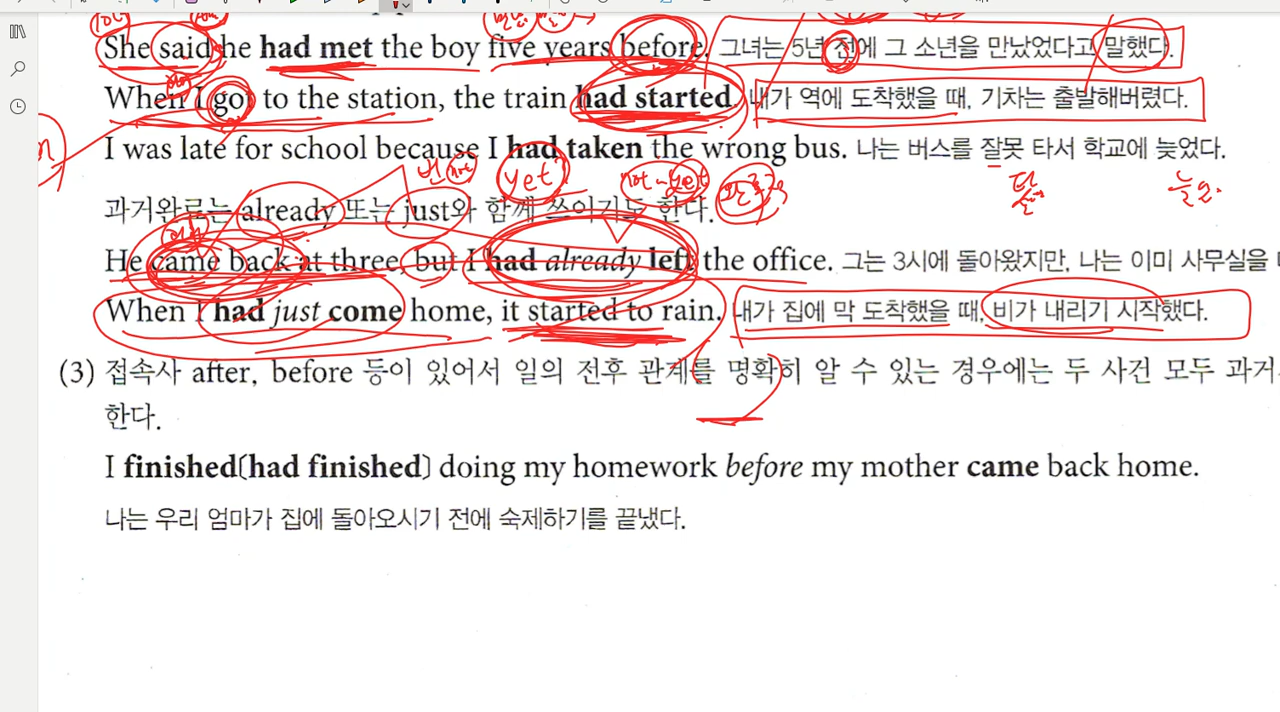 She said he had met the boy five years before. 그녀는 5년 전에 그 소년을 만났었다고 말했다.
When I got to the station, the train had started. 내가 역에 도착했을 때, 기차는 출발해버렸다.
I was late for school because I had taken the wrong bus. 나는 버스를 잘못 타서 학교에 늦었다.
not yet? not ~ yet
과거완료는 already 또는 just와 함께 쓰이기도 한다.
He came back at three, but I had already left the office. 그는 3시에 돌아왔지만, 나는 이미 사무실을
When I had just come home, it started to rain. 내가 집에 막 도착했을 때, 비가 내리기 시작했다.
(3) 접속사 after, before 등이 있어서 일의 전후 관계를 명확히 알 수 있는 경우에는 두 사건 모두 과거
한다.
I finished[had finished] doing my homework before my mother came back home.
나는 우리 엄마가 집에 돌아오시기 전에 숙제하기를 끝냈다.